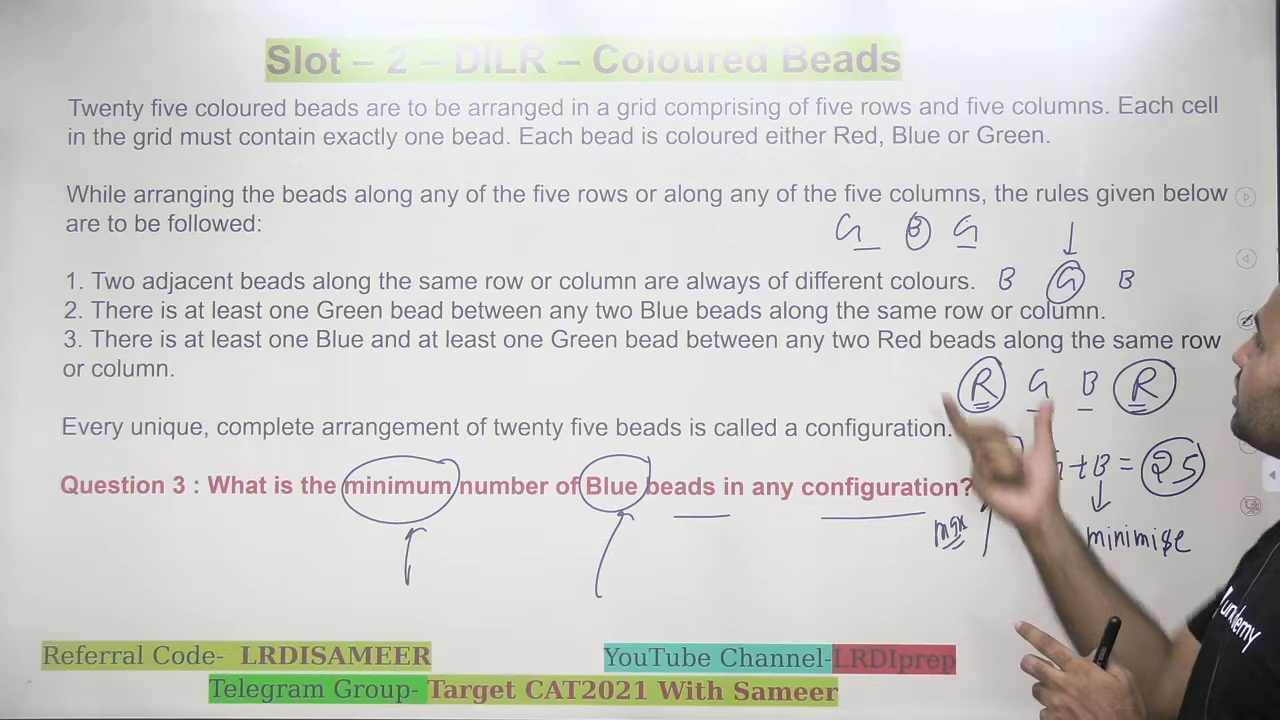 Slot – 2 – DILR – Coloured Beads
Twenty five coloured beads are to be arranged in a grid comprising of five rows and five columns. Each cell
in the grid must contain exactly one bead. Each bead is coloured either Red, Blue or Green.
While arranging the beads along any of the five rows or along any of the five columns, the rules given below
are to be followed:
G B G
1. Two adjacent beads along the same row or column are always of different colours.
B G B
2. There is at least one Green bead between any two Blue beads along the same row or column.
3. There is at least one Blue and at least one Green bead between any two Red beads along the same row
or column.
R G B R
Every unique, complete arrangement of twenty five beads is called a configuration.
+ B = 25
Question 3 : What is the minimum number of Blue beads in any configuration?
max
minimise
unacademy
Referral Code- LRDISAMEER
YouTube Channel-LRDIprep
Telegram Group- Target CAT2021 With Sameer